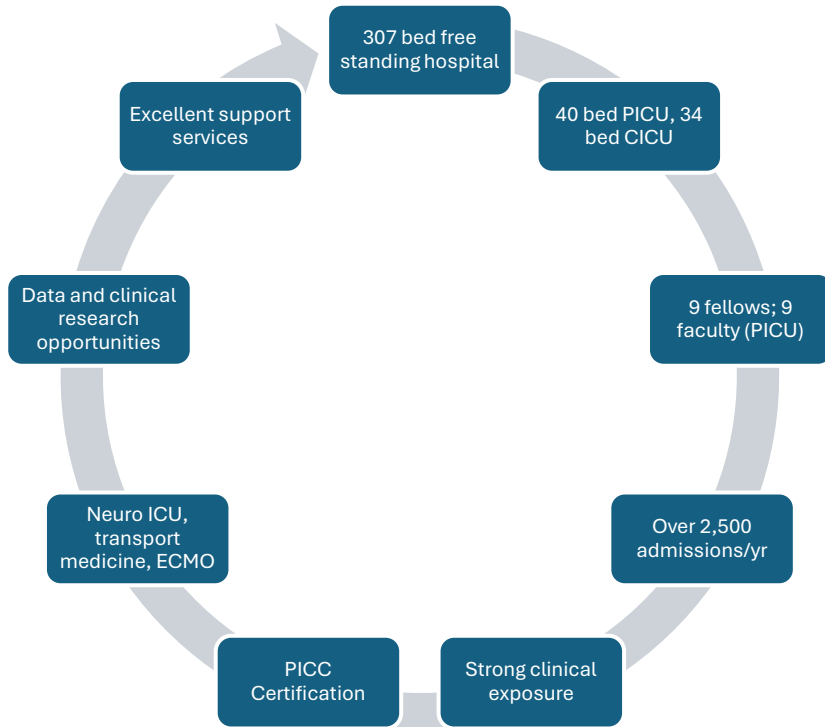 307 bed free
standing hospital
40 bed PICU, 34
bed CICU
9 fellows; 9
faculty (PICU)
Over 2,500
admissions/yr
Strong clinical
exposure
PICC
Certification
Neuro ICU,
transport
medicine, ECMO
Data and clinical
research
opportunities
Excellent support
services